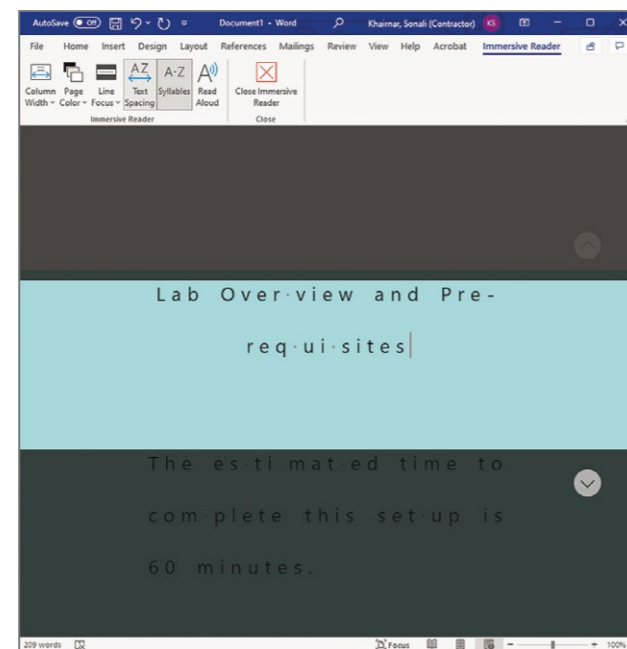 AutoSave Off Document1 - Word Khairnar, Sonali (Contractor) KS
File Home Insert Design Layout References Mailings Review View Help Acrobat Immersive Reader
AZ A-Z A
Column Page Line Text Syllables Read Close Immersive
Width Color Focus Spacing Aloud Reader
Immersive Reader Close
Lab Over·view and Pre-
req·ui·sites
The es·ti·mat·ed time to
com·plete this set·up is
60 minutes.
209 words Focus 100%